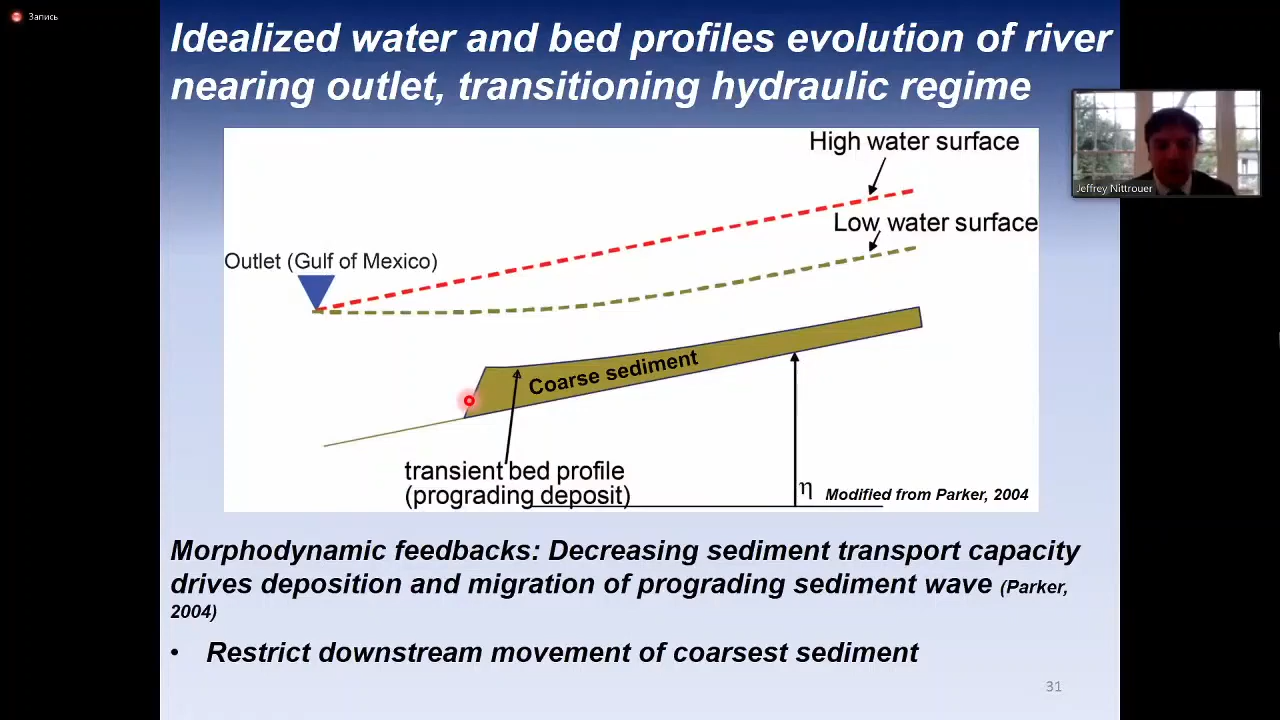 Запись
Idealized water and bed profiles evolution of river
nearing outlet, transitioning hydraulic regime
Jeffrey Nittrouer
High water surface
Low water surface
Outlet (Gulf of Mexico)
Coarse sediment
transient bed profile
(prograding deposit)
η
Modified from Parker, 2004
Morphodynamic feedbacks: Decreasing sediment transport capacity
drives deposition and migration of prograding sediment wave (Parker,
2004)
• Restrict downstream movement of coarsest sediment
31